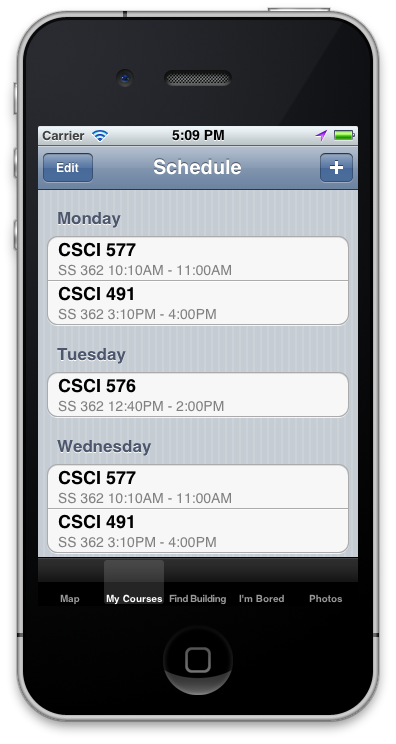 Carrier 5:09 PM
Edit Schedule +
Monday
CSCI 577
SS 362 10:10AM - 11:00AM
CSCI 491
SS 362 3:10PM - 4:00PM
Tuesday
CSCI 576
SS 362 12:40PM - 2:00PM
Wednesday
CSCI 577
SS 362 10:10AM - 11:00AM
CSCI 491
SS 362 3:10PM - 4:00PM
Map My Courses Find Building I'm Bored Photos